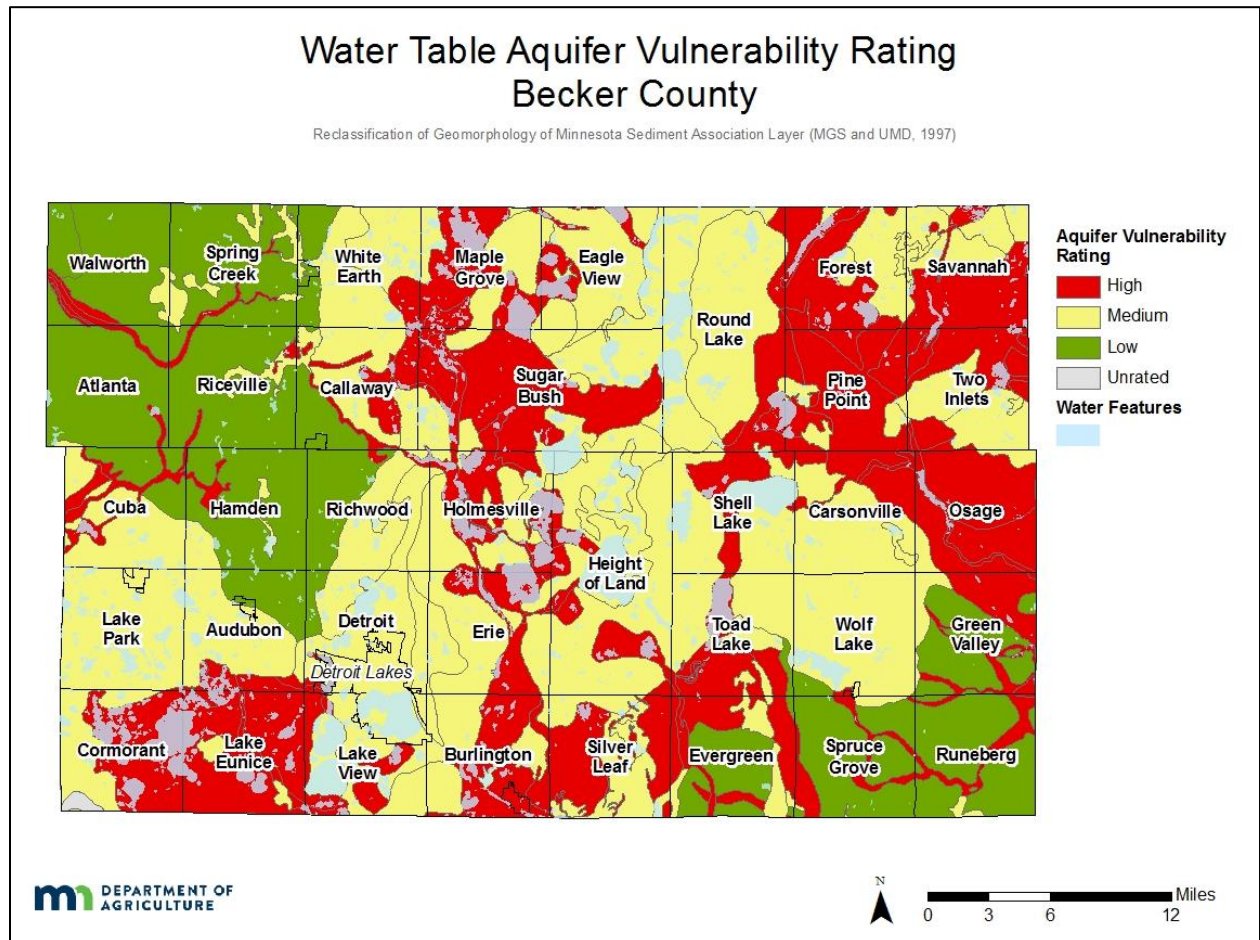 Water Table Aquifer Vulnerability Rating
Becker County
Reclassification of Geomorphology of Minnesota Sediment Association Layer (MGS and UMD, 1997)
Walworth
Spring
Creek
White
Earth
Maple
Grove
Eagle
View
Round
Lake
Forest
Savannah
Atlanta
Riceville
Callaway
Sugar
Bush
Pine
Point
Two
Inlets
Cuba
Hamden
Richwood
Holmesville
Height
of Land
Shell
Lake
Carsonville
Osage
Lake
Park
Audubon
Detroit
Detroit Lakes
Erie
Toad
Lake
Wolf
Lake
Green
Valley
Cormorant
Lake
Eunice
Lake
View
Burlington
Silver
Leaf
Evergreen
Spruce
Grove
Runeberg
Aquifer Vulnerability
Rating
High
Medium
Low
Unrated
Water Features
mn DEPARTMENT OF
AGRICULTURE
N
Miles
0 3 6 12